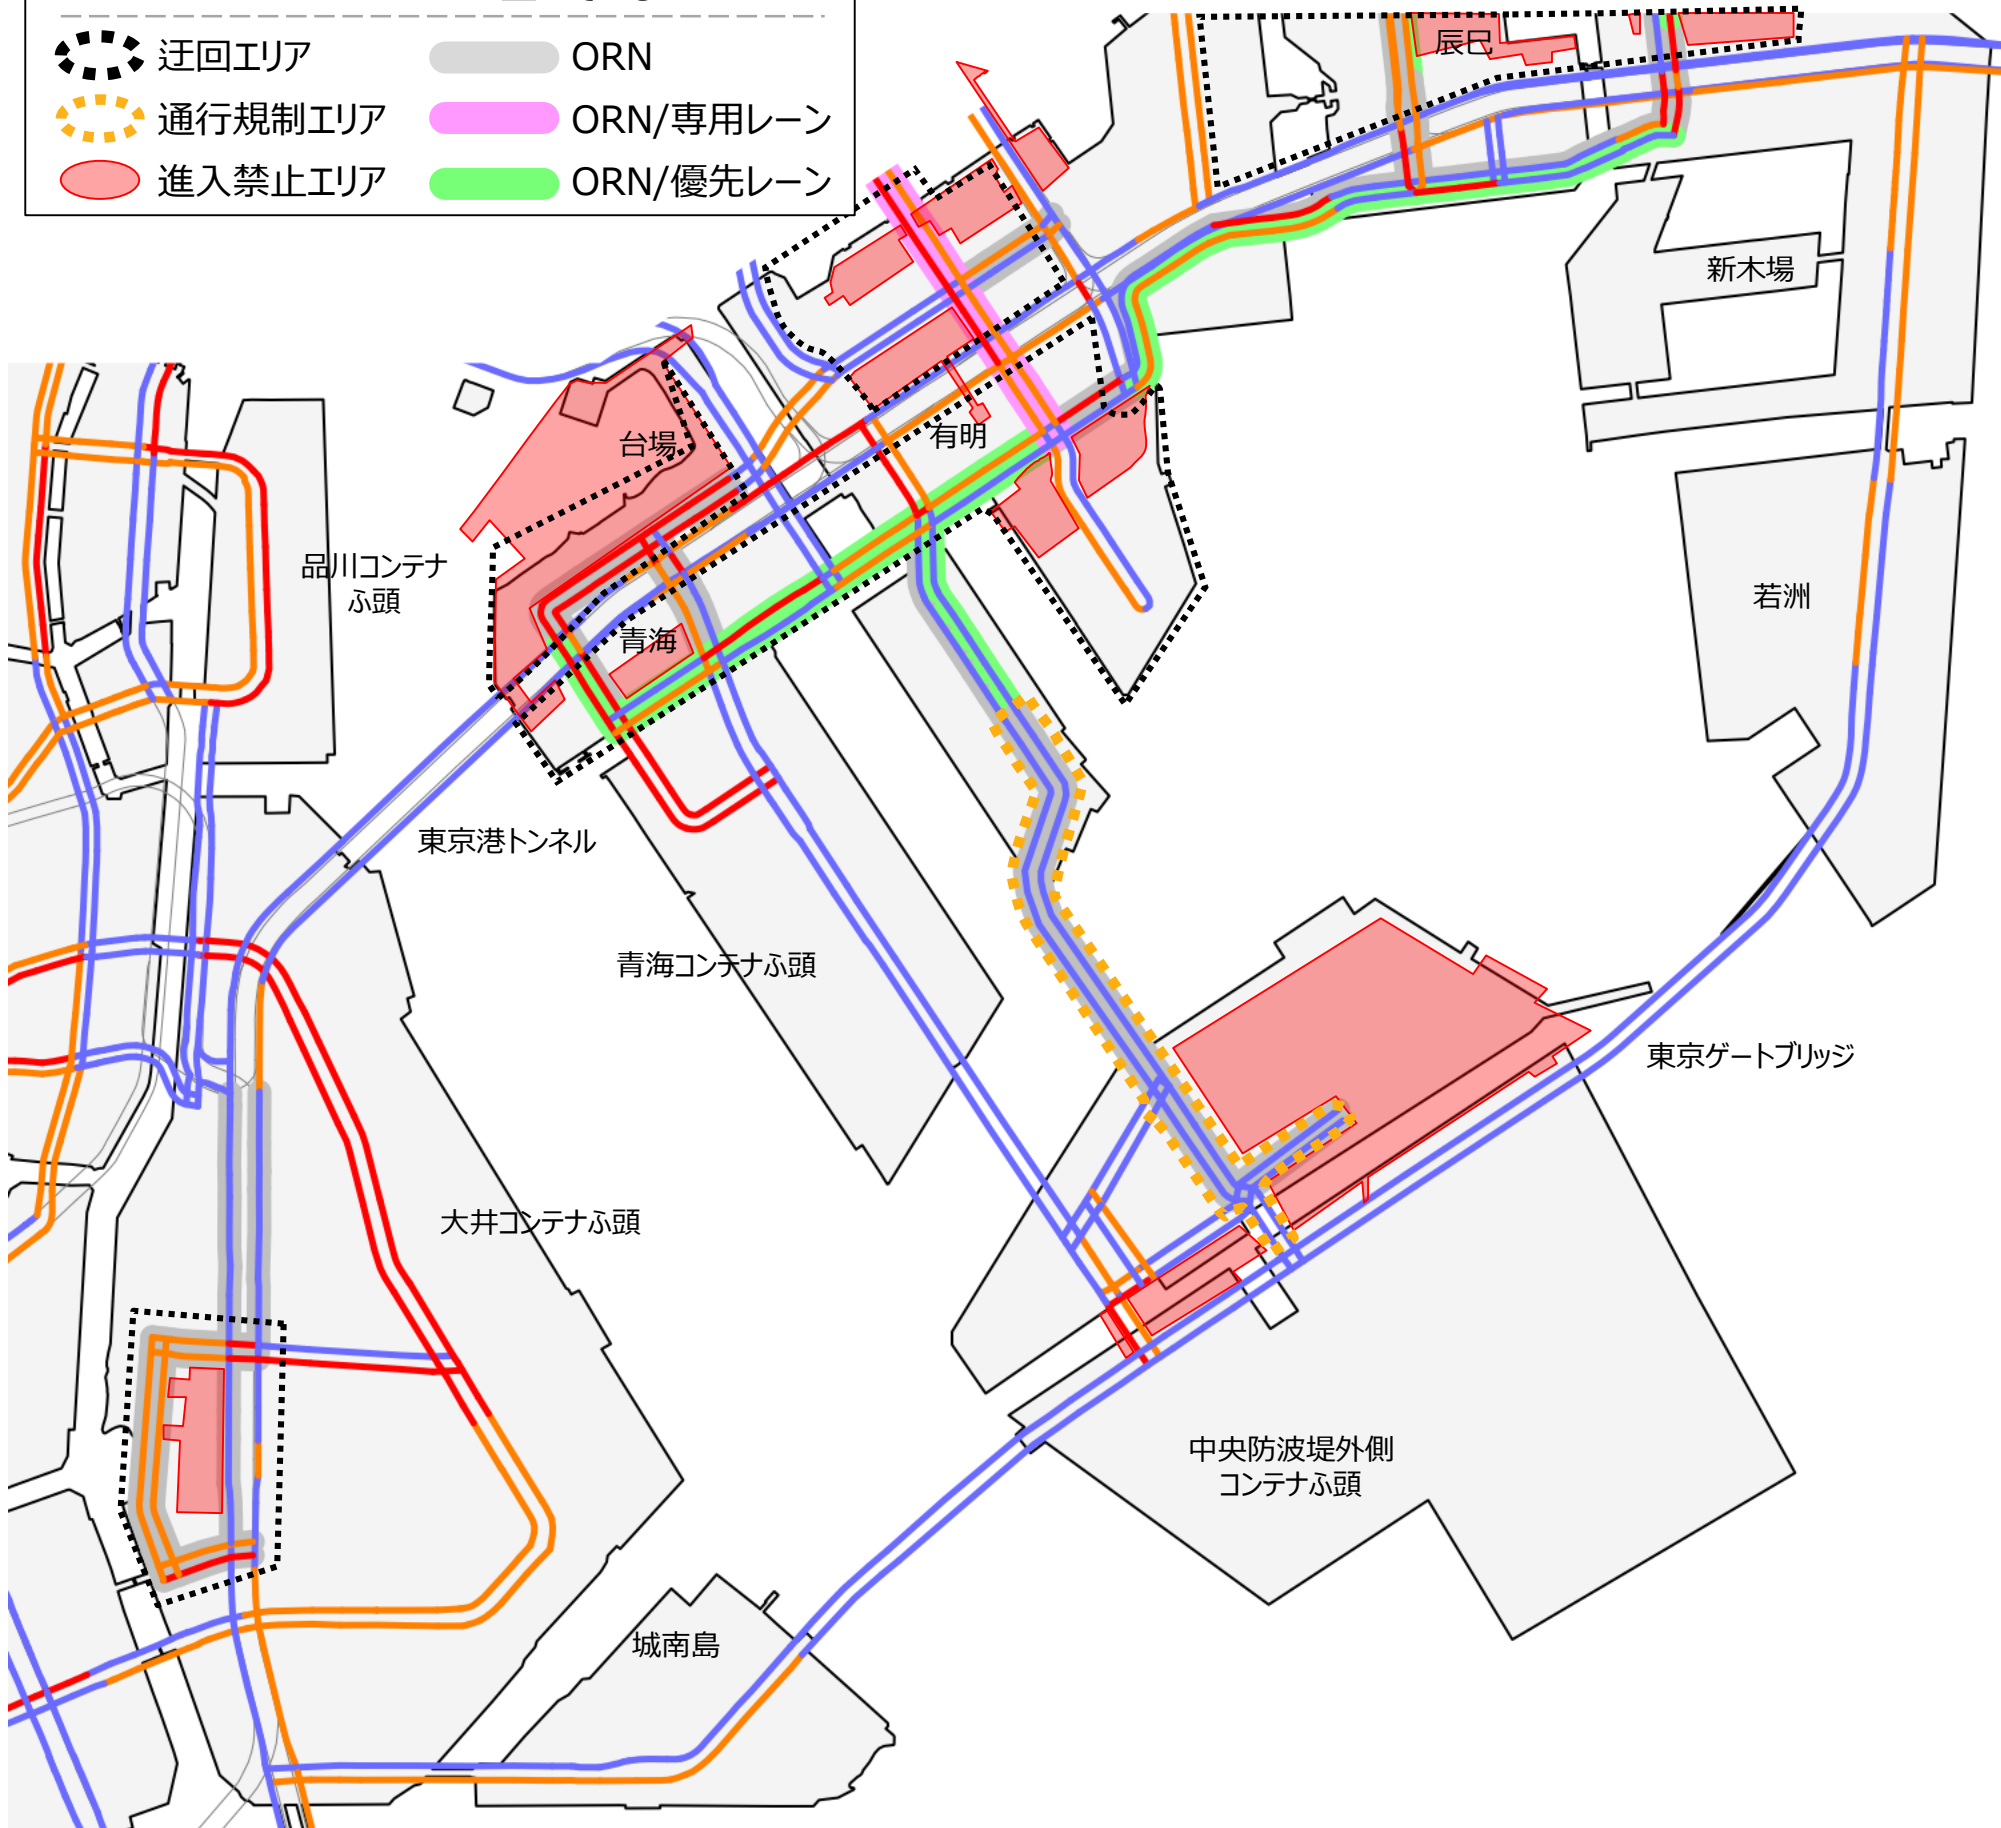 迂回エリア
ORN
通行規制エリア
ORN/専用レーン
進入禁止エリア
ORN/優先レーン
辰巳
新木場
台場
有明
品川コンテナ
ふ頭
青海
若洲
東京港トンネル
青海コンテナふ頭
東京ゲートブリッジ
大井コンテナふ頭
中央防波堤外側
コンテナふ頭
城南島